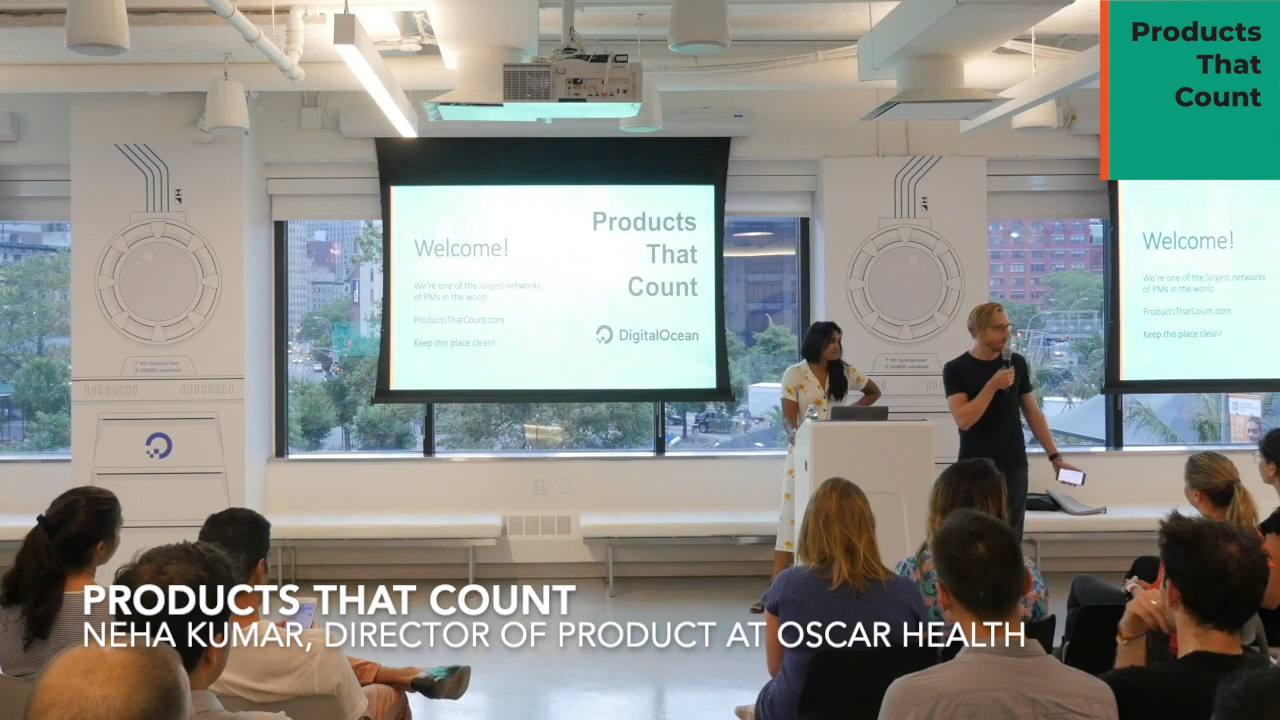 Products
That
Count
Products
That
Count
Welcome!
We're one of the largest networks
of PMs in the world
ProductsThatCount.com
Keep this place clean!
DigitalOcean
Welcome!
We're one of the largest networks
of PMs in the world
ProductsThatCount.com
Keep this place clean!
PRODUCTS THAT COUNT
NEHA KUMAR, DIRECTOR OF PRODUCT AT OSCAR HEALTH